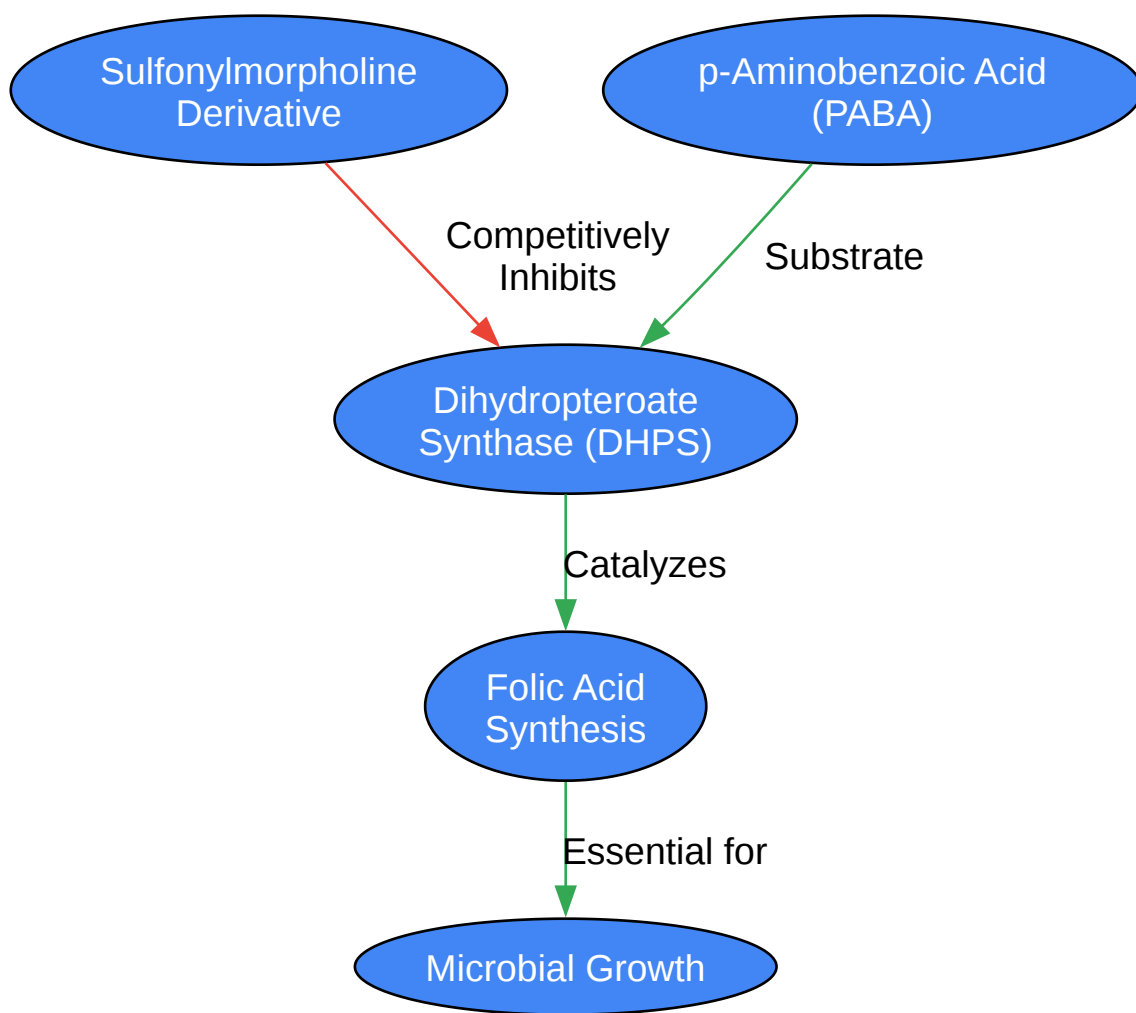 Sulfonylmorpholine
Derivative
p-Aminobenzoic Acid
(PABA)
Competitively
Inhibits
Substrate
Dihydropteroate
Synthase (DHPS)
Catalyzes
Folic Acid
Synthesis
Essential for
Microbial Growth